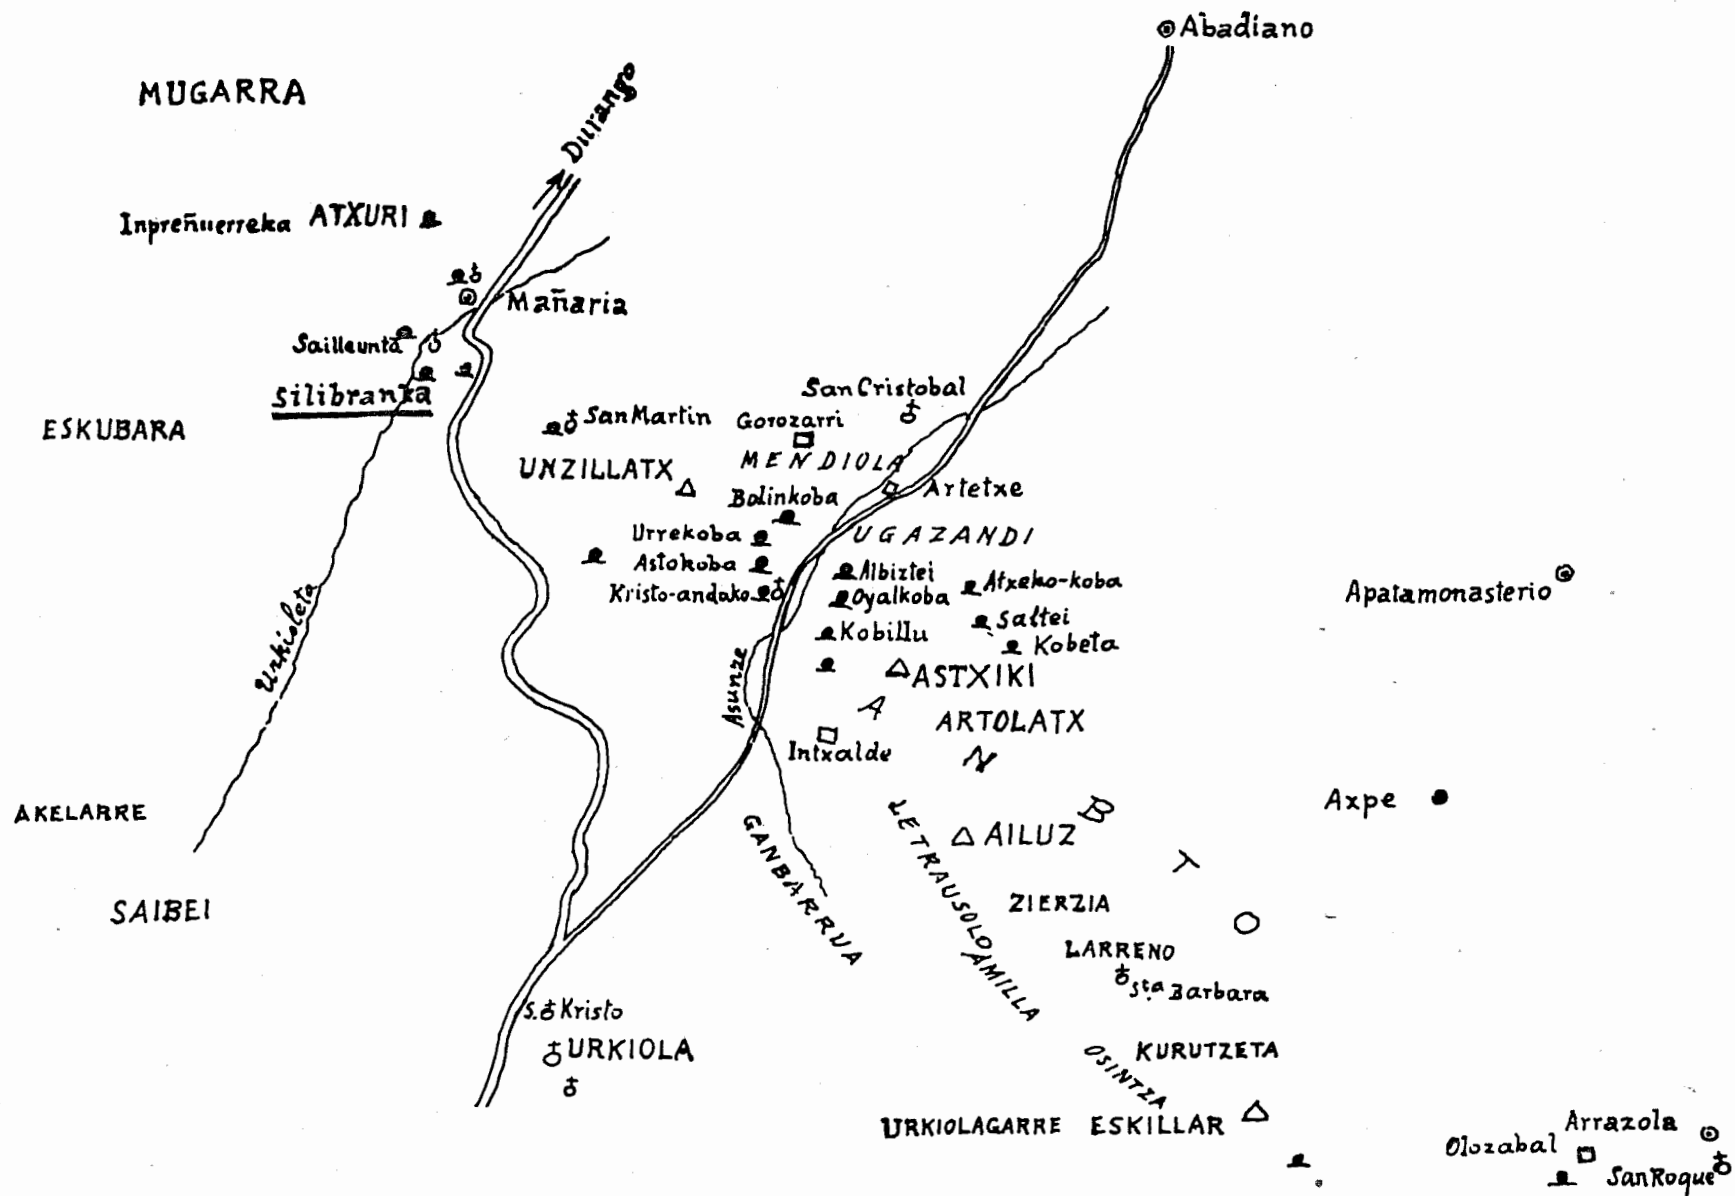 Abadiano
MUGARRA
Durango
Inpreñuerreka ATXURI
Mañaria
Sailleunta
Silibranka
San Cristobal
San Martin
Gorozarri
ESKUBARA
MENDIOLA
UNZILLATX
Artetxe
Bolinkoba
Urrekoba
UGAZANDI
Astokoba
Albiztei
Atxeko-koba
Apatamonasterio
Kristo-andako
Oyalkoba
Saltei
Kobillu
Kobeta
Urkioleta
Asunze
ASTXIKI
ANBOTO
ARTOLATX
Intxalde
Axpe
AKELARRE
GANBARRUA
LETRAUSOLOAMILLA
AILUZ
SAIBEI
ZIERZIA
LARRENO
Sta Barbara
S. Kristo
URKIOLA
OSINTZA
KURUTZETA
URKIOLAGARRE ESKILLAR
Arrazola
Olozabal
San Roque